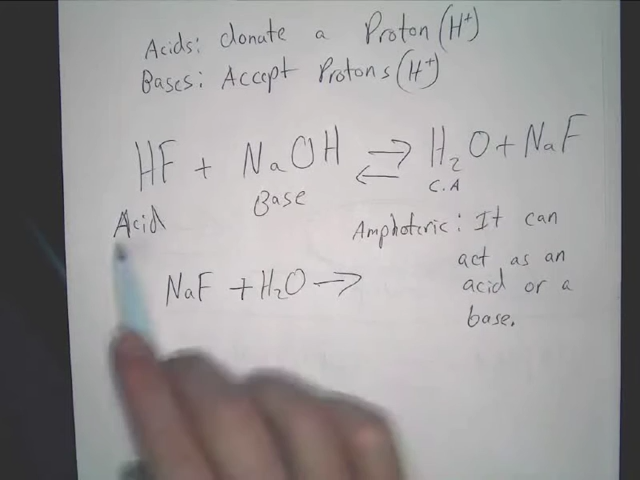 Acids: donate a Proton (H⁺)
Bases: Accept Protons (H⁺)
HF + NaOH ⇌ H₂O + NaF
Acid
Base
C.A
Amphoteric: It can
act as an
acid or a
base.
NaF + H₂O →